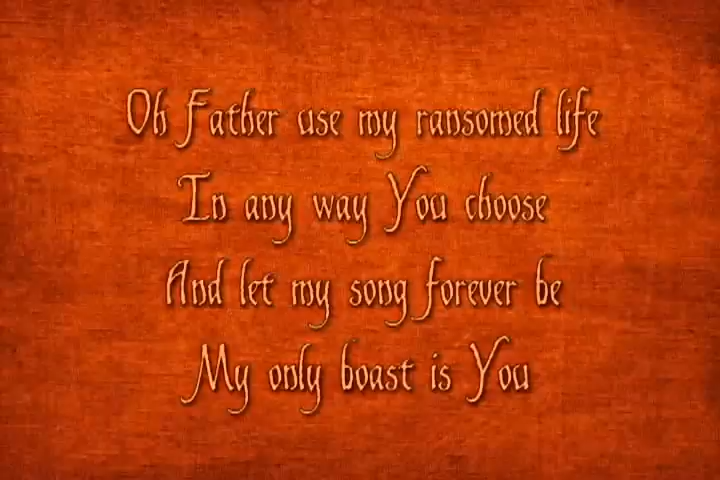 Oh Father use my ransomed life
In any way You choose
And let my song forever be
My only boast is You